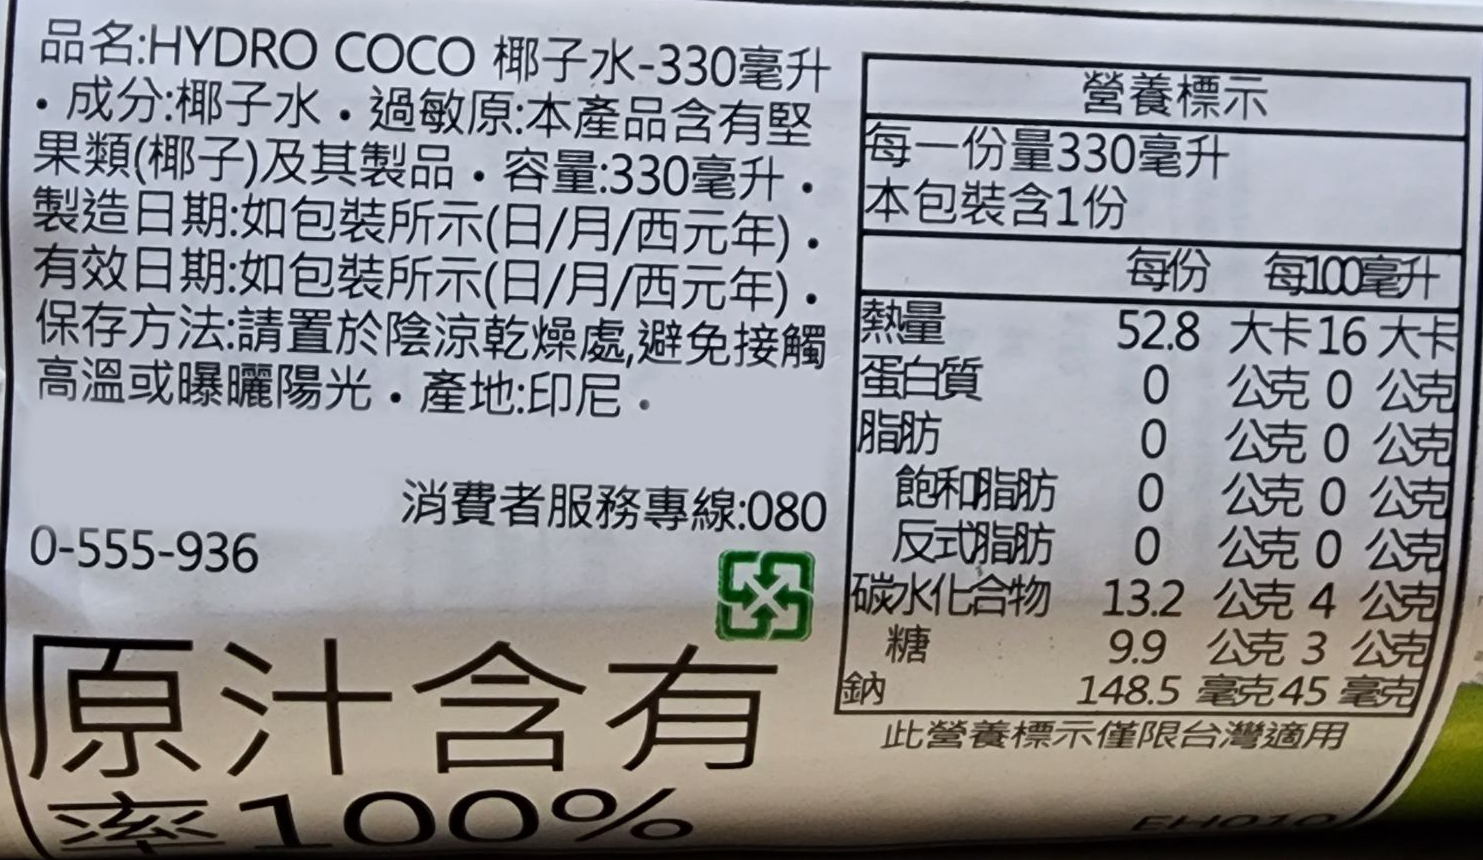 品名:HYDRO COCO 椰子水-330毫升
・成分:椰子水・過敏原:本產品含有堅
果類(椰子)及其製品・容量:330毫升・
製造日期:如包裝所示(日/月/西元年)・
有效日期:如包裝所示(日/月/西元年)・
保存方法:請置於陰涼乾燥處,避免接觸
高溫或曝曬陽光・產地:印尼・
消費者服務專線:080
0-555-936
原汁含有
率100%
營養標示
每一份量330毫升
本包裝含1份
每份 每100毫升
熱量 52.8 大卡 16 大卡
蛋白質 0 公克 0 公克
脂肪 0 公克 0 公克
飽和脂肪 0 公克 0 公克
反式脂肪 0 公克 0 公克
碳水化合物 13.2 公克 4 公克
糖 9.9 公克 3 公克
鈉 148.5 毫克 45 毫克
此營養標示僅限台灣適用